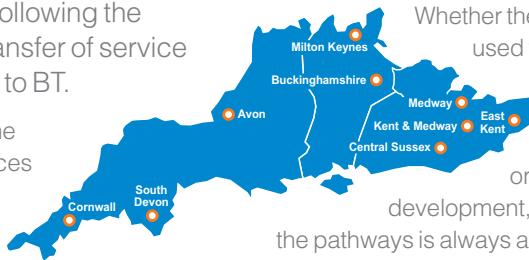 ollowing the
ansfer of service
to BT.
ne
ces
Whether the
used
or
development,
the pathways is always a
Milton Keynes
Buckinghamshire
Avon
Medway
East
Kent
Kent & Medway
Central Sussex
South
Devon
Cornwall